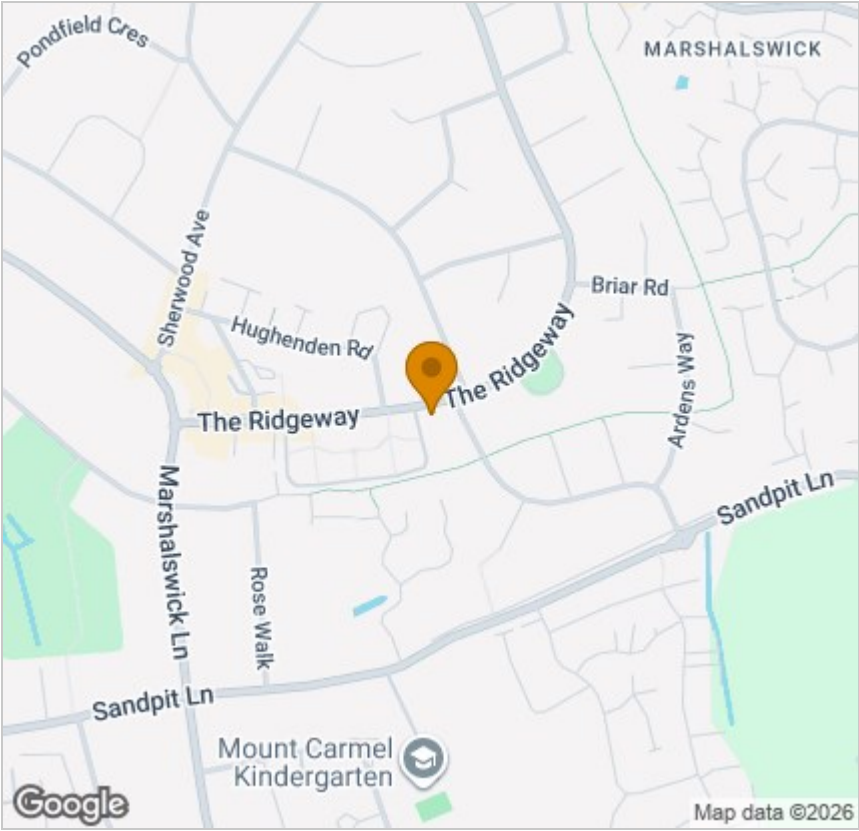 Pondfield Cres
MARSHALSWICK
Sherwood Ave
Briar Rd
Hughenden Rd
The Ridgeway
Ardens Way
The Ridgeway
Marshalswick Ln
Sandpit Ln
Rose Walk
Sandpit Ln
Mount Carmel
Kindergarten
Google
Map data ©2026